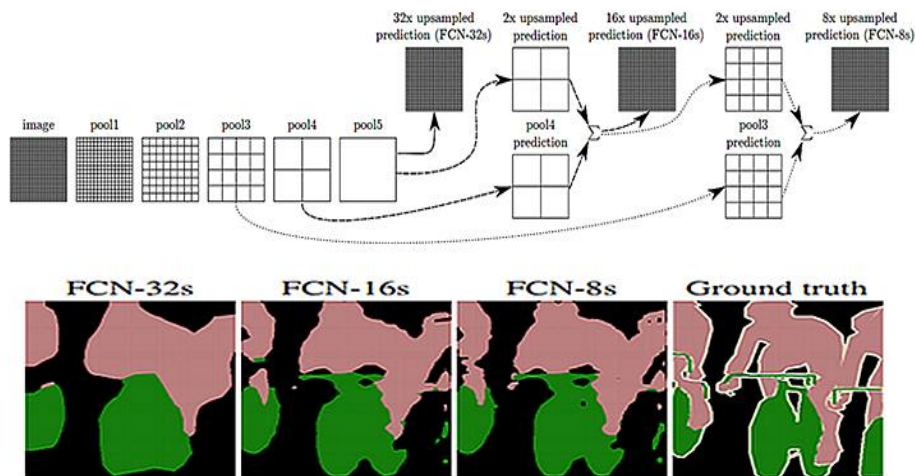 32x upsampled
prediction (FCN-32s)
2x upsampled
prediction
16x upsampled
prediction (FCN-16s)
2x upsampled
prediction
8x upsampled
prediction (FCN-8s)
image
pool1
pool2
pool3
pool4
pool5
pool4
prediction
pool3
prediction
Σ
Σ
FCN-32s
FCN-16s
FCN-8s
Ground truth